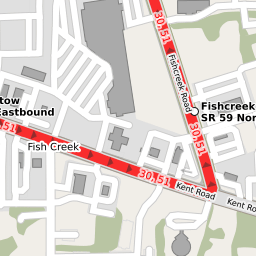 30,51
Fishcreek Road
Fishcreek
SR 59 Nor
30,51
tow
Eastbound
51
Fish Creek
30,51
Kent Road
Kent Ro